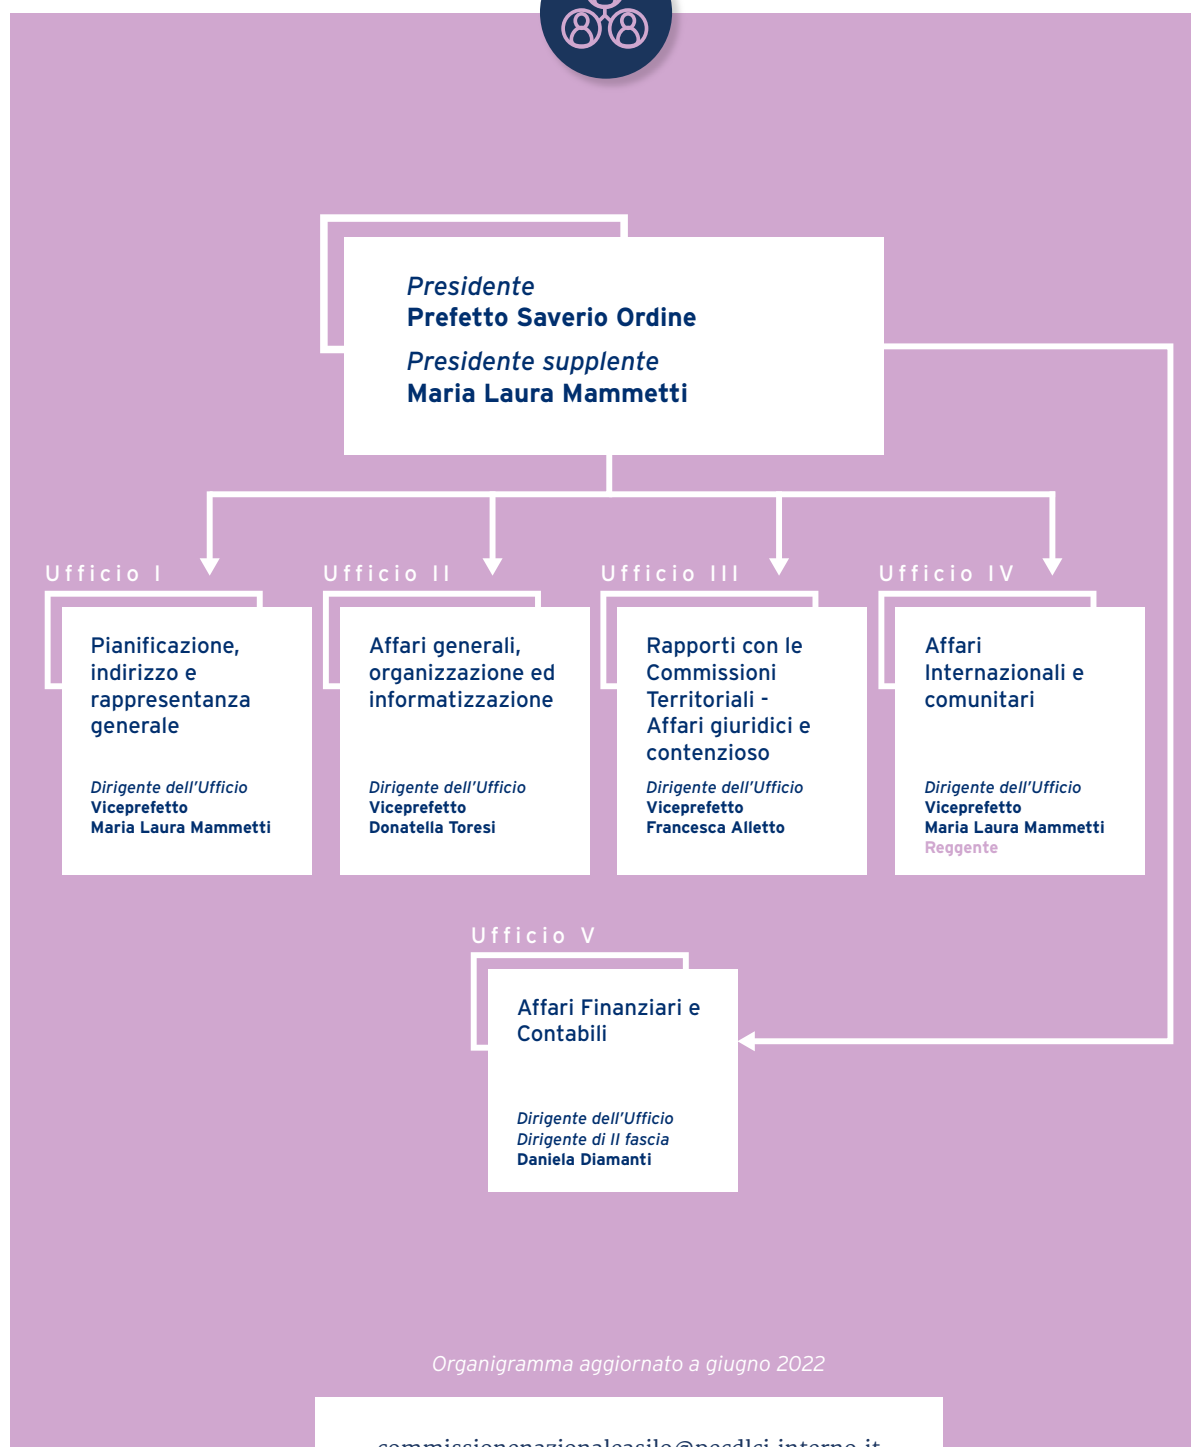 Presidente
Prefetto Saverio Ordine
Presidente supplente
Maria Laura Mammetti
Ufficio I
Pianificazione,
indirizzo e
rappresentanza
generale
Dirigente dell'Ufficio
Viceprefetto
Maria Laura Mammetti
Ufficio II
Affari generali,
organizzazione ed
informatizzazione
Dirigente dell'Ufficio
Viceprefetto
Donatella Toresi
Ufficio III
Rapporti con le
Commissioni
Territoriali -
Affari giuridici e
contenzioso
Dirigente dell'Ufficio
Viceprefetto
Francesca Alletto
Ufficio IV
Affari
Internazionali e
comunitari
Dirigente dell'Ufficio
Viceprefetto
Maria Laura Mammetti
Reggente
Ufficio V
Affari Finanziari e
Contabili
Dirigente dell'Ufficio
Dirigente di II fascia
Daniela Diamanti
Organigramma aggiornato a giugno 2022
commissionenazionaleasilo@pecdlci.interno.it